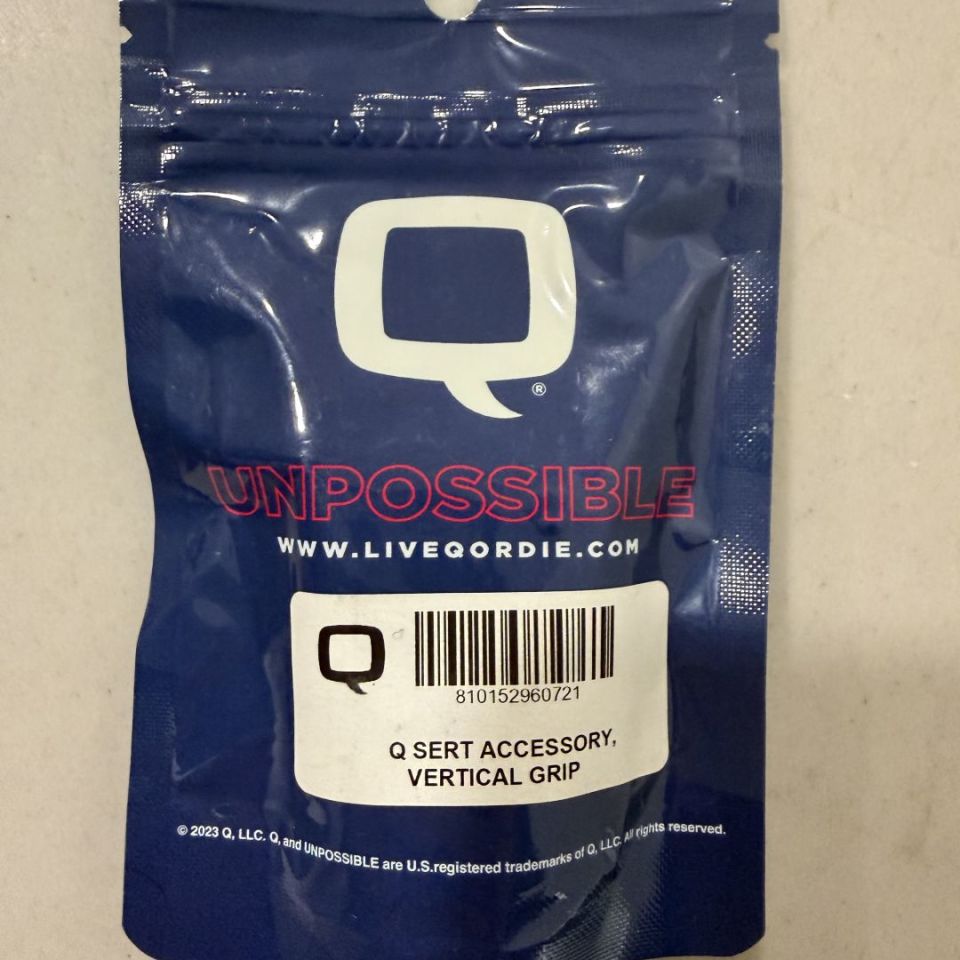 Q®
UNPOSSIBLE
WWW.LIVEQORDIE.COM
Q
810152960721
Q SERT ACCESSORY,
VERTICAL GRIP
© 2023 Q, LLC. Q, and UNPOSSIBLE are U.S.registered trademarks of Q, LLC. All rights reserved.